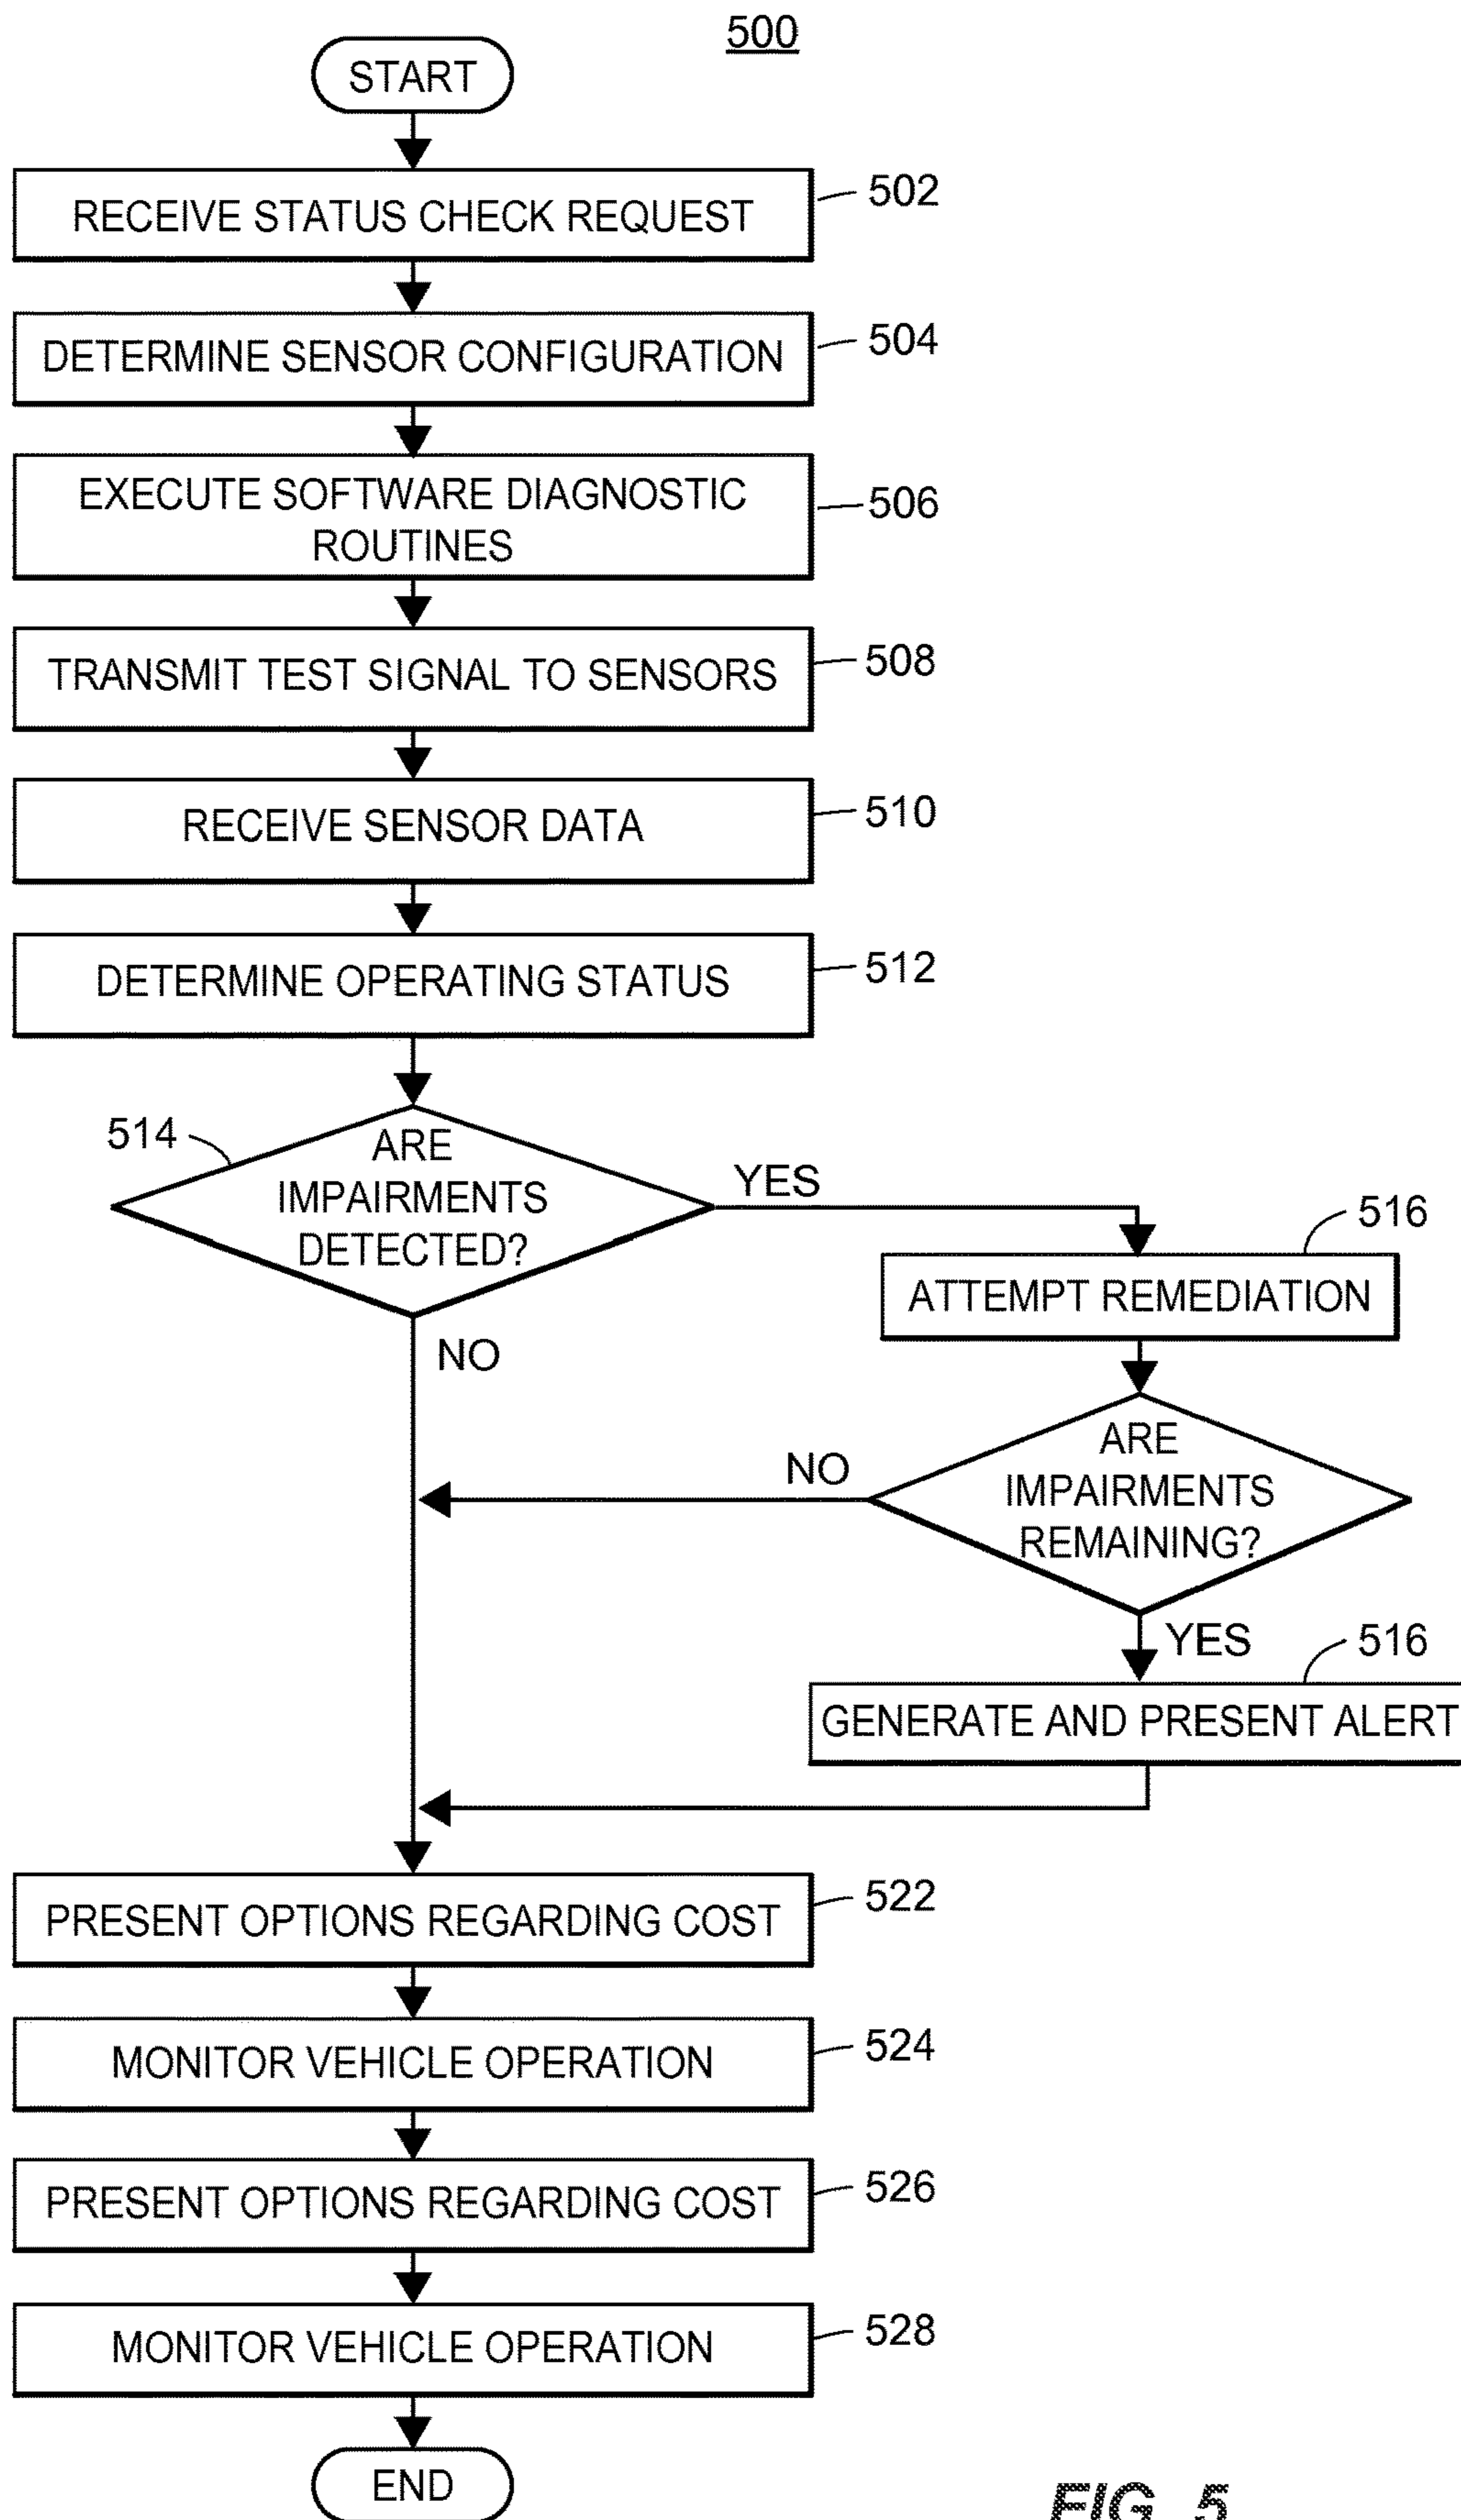 500
START
RECEIVE STATUS CHECK REQUEST
502
DETERMINE SENSOR CONFIGURATION
504
EXECUTE SOFTWARE DIAGNOSTIC
ROUTINES
506
TRANSMIT TEST SIGNAL TO SENSORS
508
RECEIVE SENSOR DATA
510
DETERMINE OPERATING STATUS
512
514
ARE
IMPAIRMENTS
DETECTED?
YES
NO
516
ATTEMPT REMEDIATION
ARE
IMPAIRMENTS
REMAINING?
NO
YES
516
GENERATE AND PRESENT ALERT
PRESENT OPTIONS REGARDING COST
522
MONITOR VEHICLE OPERATION
524
PRESENT OPTIONS REGARDING COST
526
MONITOR VEHICLE OPERATION
528
END
FIG. 5